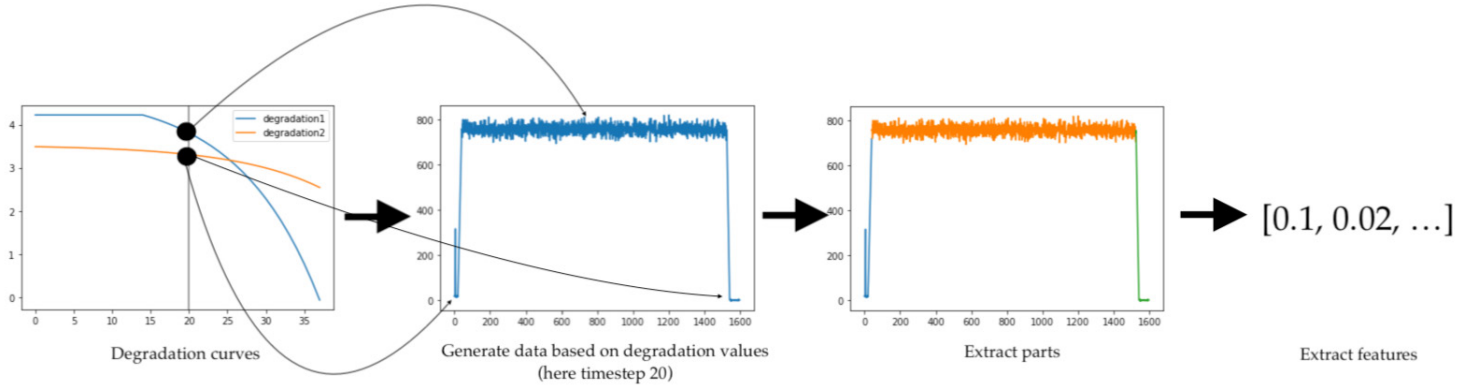 degradation1
degradation2
4
3
2
1
0
0 5 10 15 20 25 30 35
Degradation curves
800
600
400
200
0
0 200 400 600 800 1000 1200 1400 1600
Generate data based on degradation values
(here timestep 20)
800
600
400
200
0
0 200 400 600 800 1000 1200 1400 1600
Extract parts
[0.1, 0.02, …]
Extract features